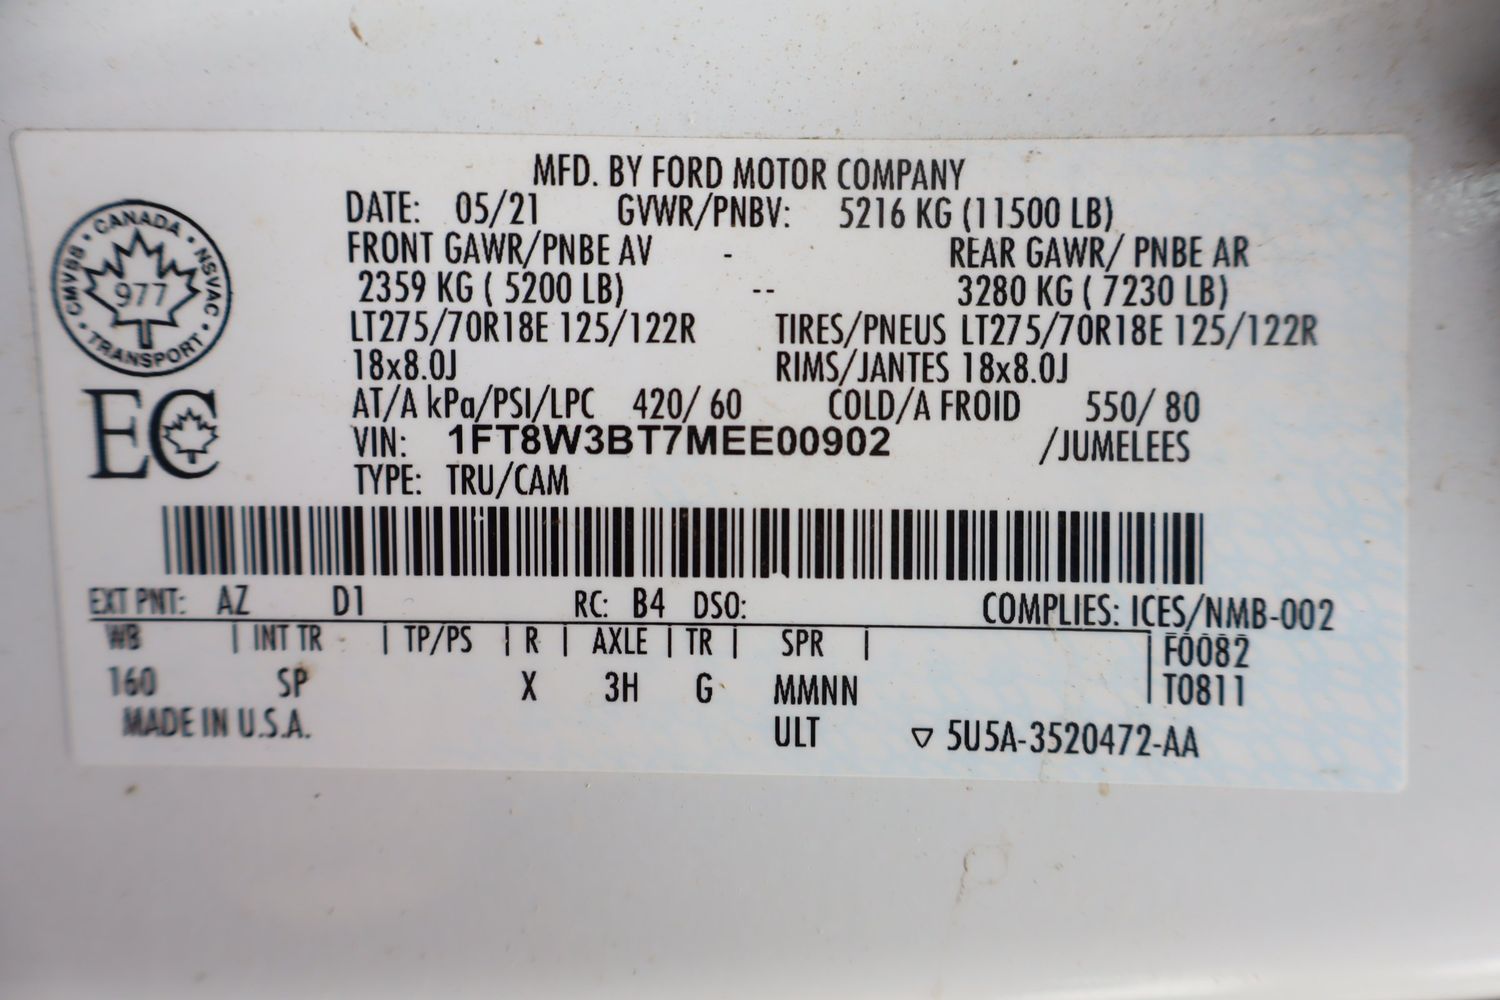 MFD. BY FORD MOTOR COMPANY
DATE: 05/21 GVWR/PNBV: 5216 KG (11500 LB)
FRONT GAWR/PNBE AV - REAR GAWR/ PNBE AR
2359 KG ( 5200 LB) -- 3280 KG ( 7230 LB)
LT275/70R18E 125/122R TIRES/PNEUS LT275/70R18E 125/122R
18x8.0J RIMS/JANTES 18x8.0J
AT/A kPa/PSI/LPC 420/ 60 COLD/A FROID 550/ 80
VIN: 1FT8W3BT7MEE00902 /JUMELEES
TYPE: TRU/CAM
CANADA · NSVAC · TRANSPORT · CMVSS ·
977
EC
EXT PNT: AZ D1 RC: B4 DSO: COMPLIES: ICES/NMB-002
WB | INT TR | TP/PS | R | AXLE | TR | SPR | F0082
160 SP X 3H G MMNN T0811
MADE IN U.S.A. ULT ▽ 5U5A-3520472-AA